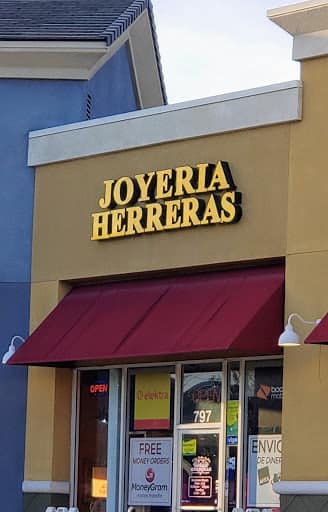 JOYERIA
HERRERAS
OPEN
elektra
797
FREE
MONEY ORDERS
MoneyGram
ENVIO
DE DINER